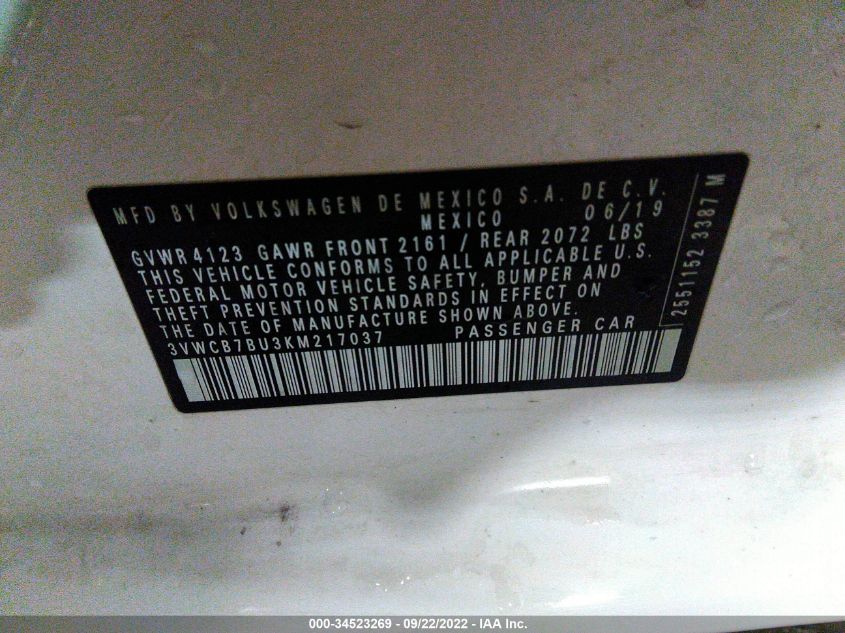 MFD BY VOLKSWAGEN DE MEXICO S.A. DE C.V.
MEXICO 06/19
GVWR 4123 GAWR FRONT 2161 / REAR 2072 LBS
THIS VEHICLE CONFORMS TO ALL APPLICABLE U.S.
FEDERAL MOTOR VEHICLE SAFETY, BUMPER AND
THEFT PREVENTION STANDARDS IN EFFECT ON
THE DATE OF MANUFACTURE SHOWN ABOVE.
3VWCB7BU3KM217037 PASSENGER CAR
2551152 3387 M
000-34523269 - 09/22/2022 - IAA Inc.